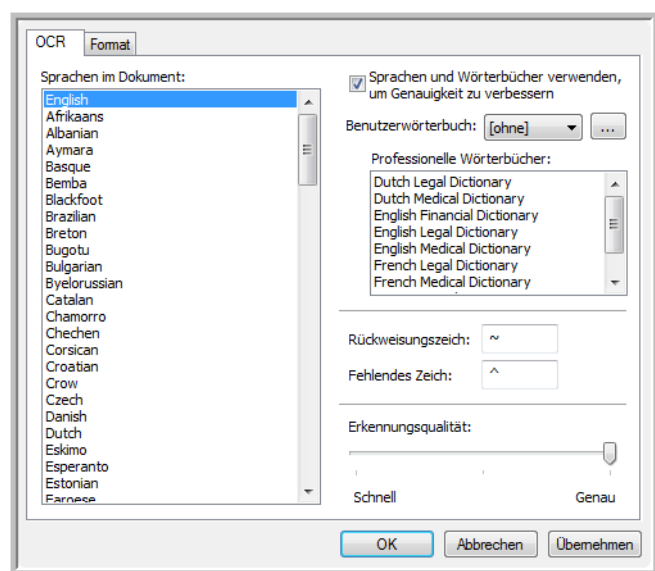 OCR
Format
Sprachen im Dokument:
English
Afrikaans
Albanian
Aymara
Basque
Bemba
Blackfoot
Brazilian
Breton
Bugotu
Bulgarian
Byelorussian
Catalan
Chamorro
Chechen
Corsican
Croatian
Crow
Czech
Danish
Dutch
Eskimo
Esperanto
Estonian
Faroese
Sprachen und Wörterbücher verwenden,
um Genauigkeit zu verbessern
Benutzerwörterbuch: [ohne] ...
Professionelle Wörterbücher:
Dutch Legal Dictionary
Dutch Medical Dictionary
English Financial Dictionary
English Legal Dictionary
English Medical Dictionary
French Legal Dictionary
French Medical Dictionary
Rückweisungszeich: ~
Fehlendes Zeich: ^
Erkennungsqualität:
Schnell Genau
OK Abbrechen Übernehmen